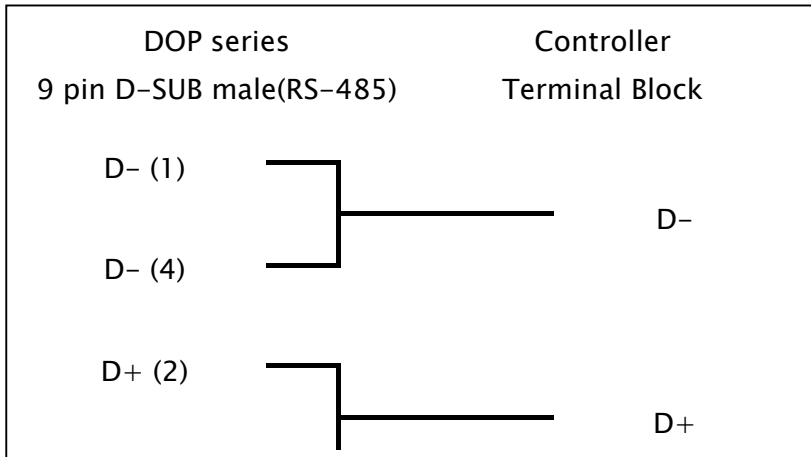 DOP series Controller
9 pin D-SUB male(RS-485) Terminal Block
D- (1)
D-
D- (4)
D+ (2)
D+